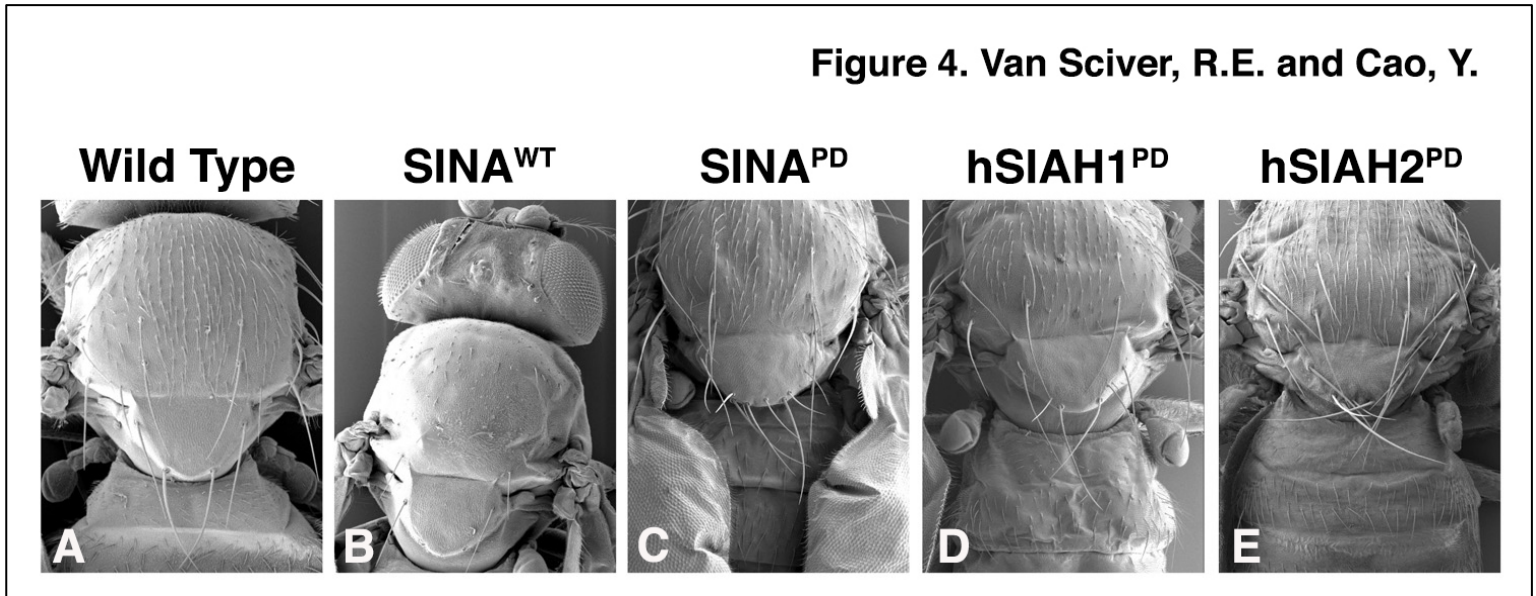 Figure 4. Van Sciver, R.E. and Cao, Y.
Wild Type SINAWT SINAPD hSIAH1PD hSIAH2PD
A B C D E